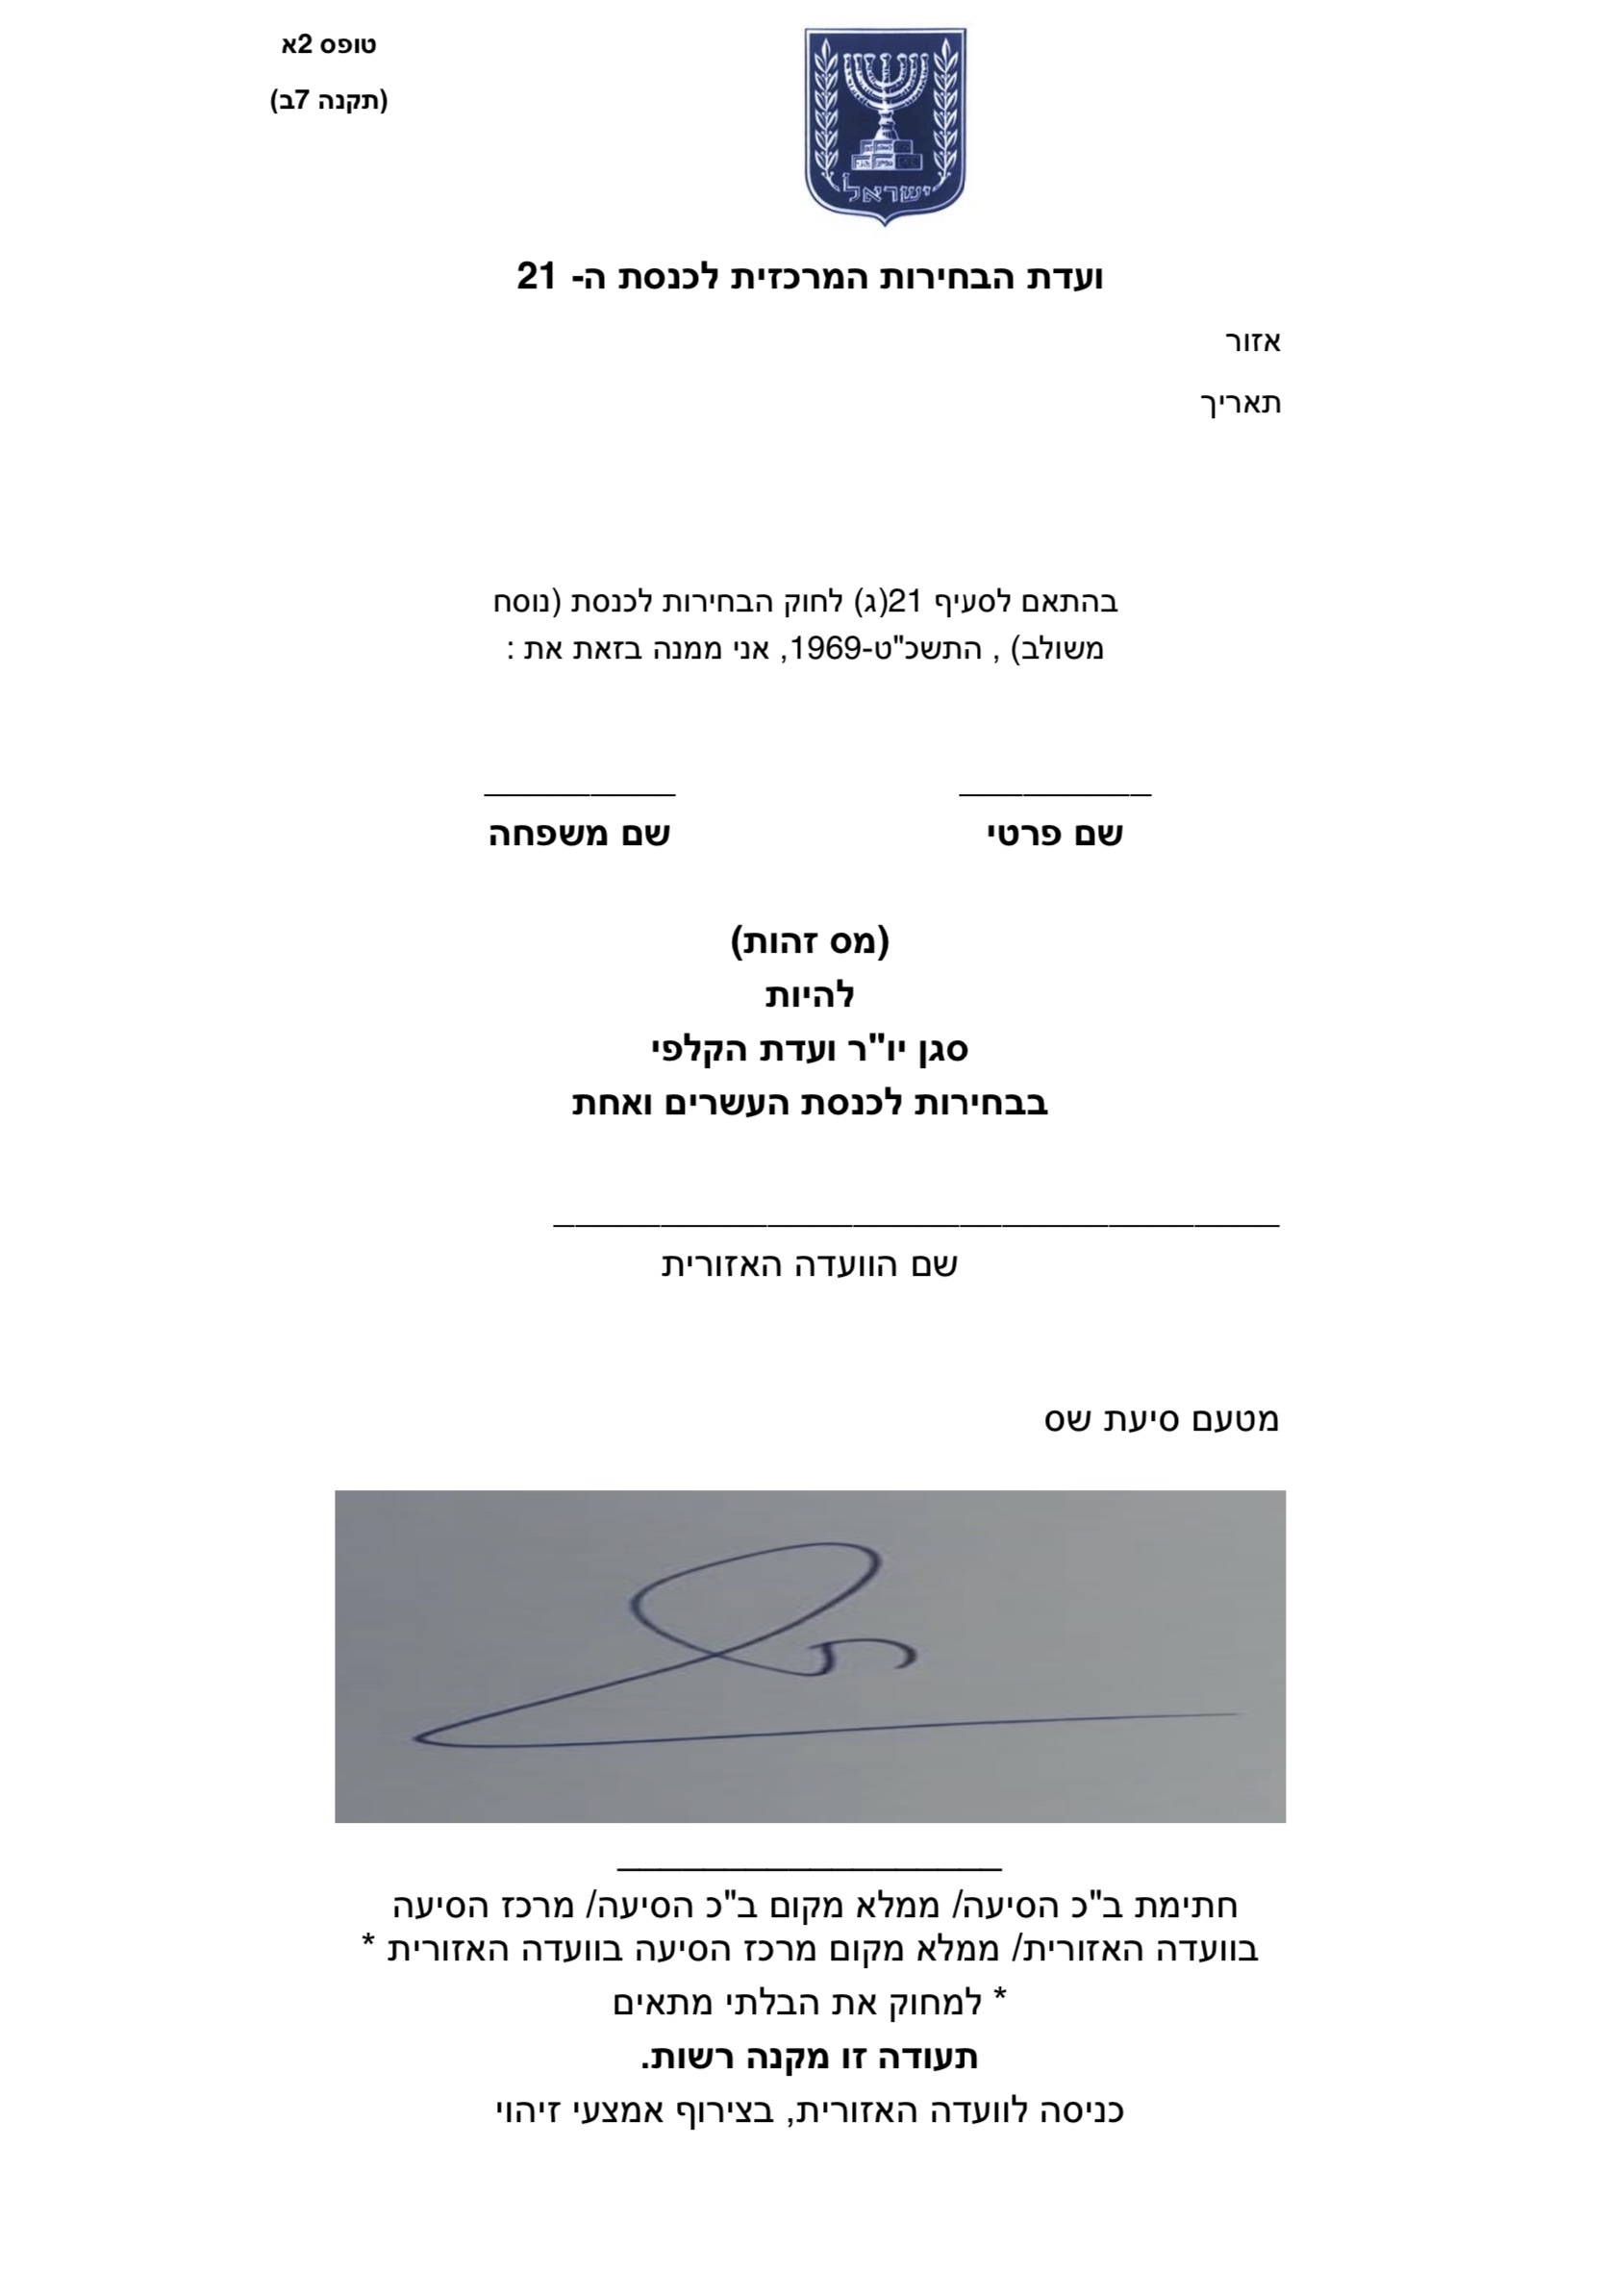 טופס 2א
(תקנה 7ב)
ישראל
ועדת הבחירות המרכזית לכנסת ה- 21
אזור
תאריך
בהתאם לסעיף 21(ג) לחוק הבחירות לכנסת (נוסח
משולב) , התשכ"ט-1969, אני ממנה בזאת את :
_________ _________
שם פרטי שם משפחה
(מס זהות)
להיות
סגן יו"ר ועדת הקלפי
בבחירות לכנסת העשרים ואחת
__________________________________
שם הוועדה האזורית
מטעם סיעת שס
__________________
חתימת ב"כ הסיעה/ ממלא מקום ב"כ הסיעה/ מרכז הסיעה
בוועדה האזורית/ ממלא מקום מרכז הסיעה בוועדה האזורית *
* למחוק את הבלתי מתאים
תעודה זו מקנה רשות.
כניסה לוועדה האזורית, בצירוף אמצעי זיהוי